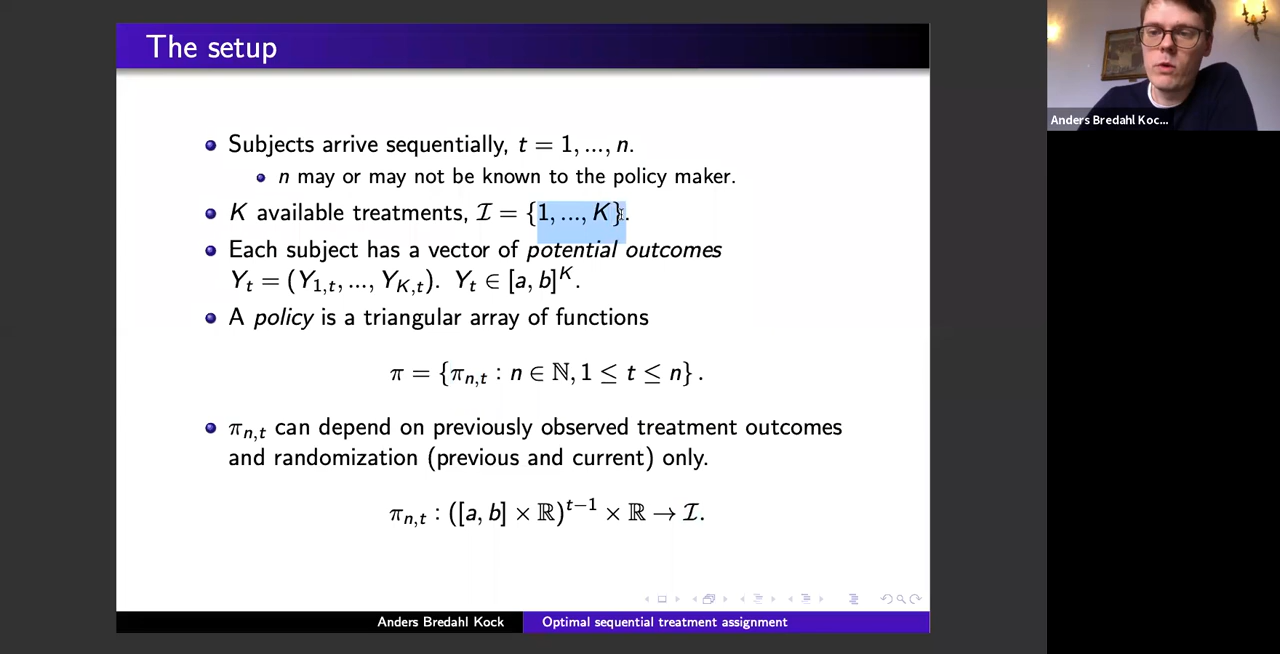 The setup
Subjects arrive sequentially, t = 1, ..., n.
n may or may not be known to the policy maker.
K available treatments, 𝓘 = {1, ..., K}.
Each subject has a vector of potential outcomes
Y_t = (Y_{1,t}, ..., Y_{K,t}). Y_t ∈ [a, b]^K.
A policy is a triangular array of functions
π = {π_{n,t} : n ∈ ℕ, 1 ≤ t ≤ n} .
π_{n,t} can depend on previously observed treatment outcomes
and randomization (previous and current) only.
π_{n,t} : ([a, b] × ℝ)^{t−1} × ℝ → 𝓘.
Anders Bredahl Kock
Optimal sequential treatment assignment
Anders Bredahl Koc...